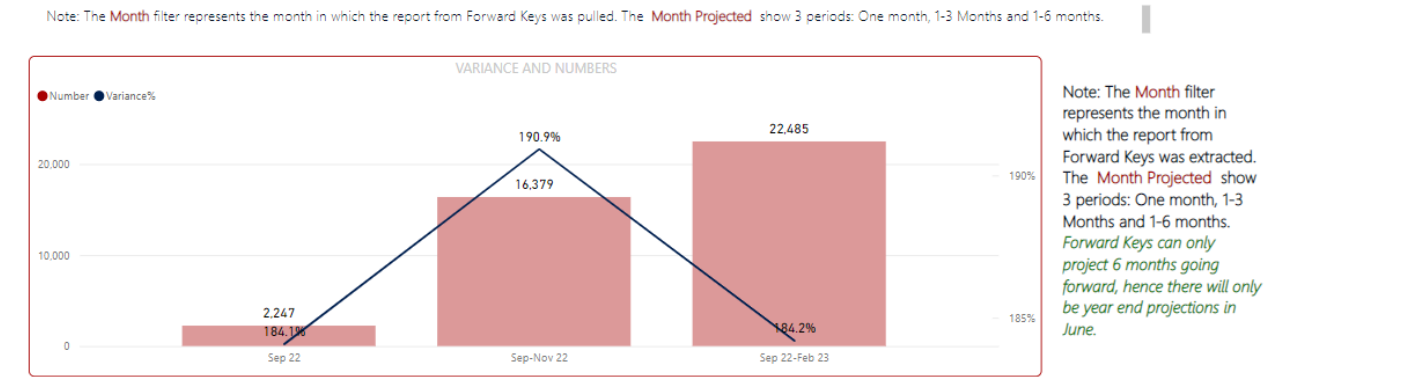 Note: The Month filter represents the month in which the report from Forward Keys was pulled. The Month Projected show 3 periods: One month, 1-3 Months and 1-6 months.
VARIANCE AND NUMBERS
Number Variance%
190.9%
22,485
20,000
190%
16,379
10,000
2,247
184.1%
184.2%
185%
0
Sep 22
Sep-Nov 22
Sep 22-Feb 23
Note: The Month filter
represents the month in
which the report from
Forward Keys was extracted.
The Month Projected show
3 periods: One month, 1-3
Months and 1-6 months.
Forward Keys can only
project 6 months going
forward, hence there will only
be year end projections in
June.